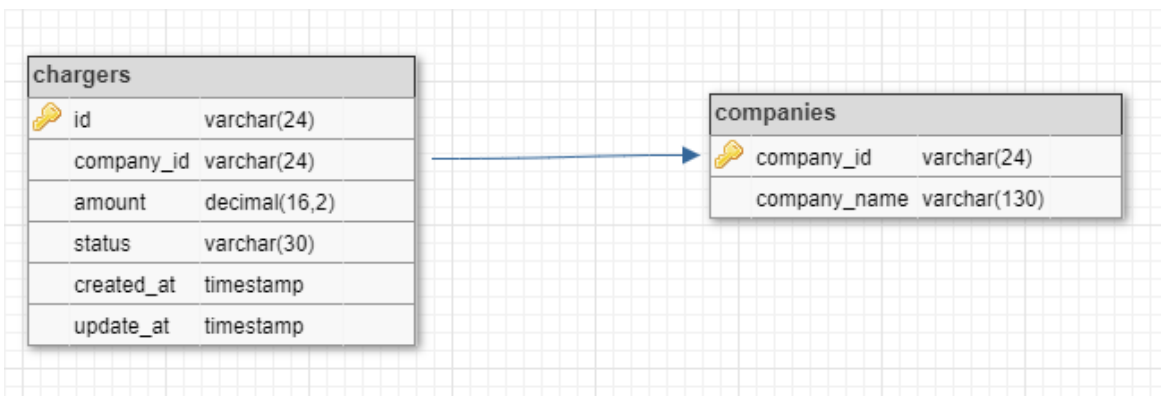 chargers
id varchar(24)
company_id varchar(24)
amount decimal(16,2)
status varchar(30)
created_at timestamp
update_at timestamp
companies
company_id varchar(24)
company_name varchar(130)